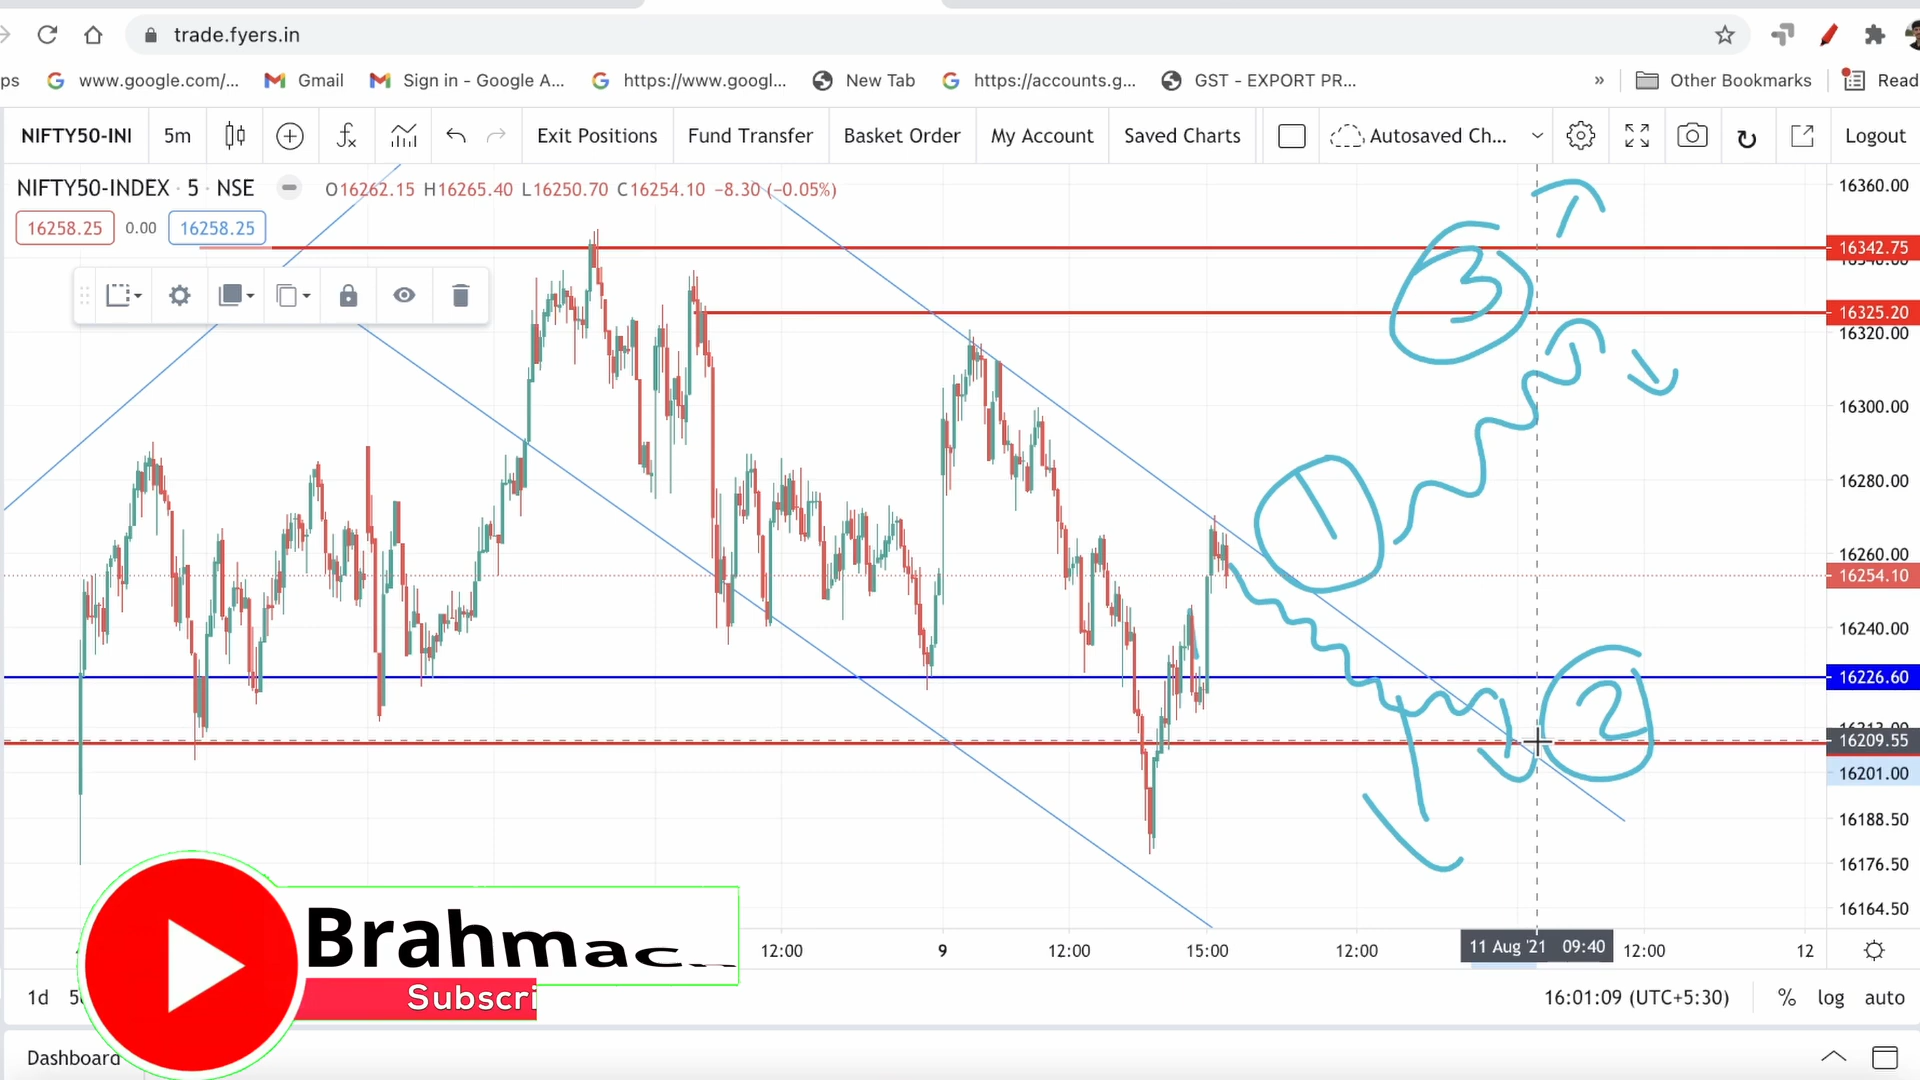 trade.fyers.in
ps www.google.com/... Gmail Sign in - Google A... https://www.googl... New Tab https://accounts.g... GST - EXPORT PR... » Other Bookmarks Read
NIFTY50-INI 5m Exit Positions Fund Transfer Basket Order My Account Saved Charts Autosaved Ch... Logout
NIFTY50-INDEX · 5 · NSE O16262.15 H16265.40 L16250.70 C16254.10 −8.30 (−0.05%)
16258.25 0.00 16258.25
16360.00
16342.75
16325.20
16320.00
16300.00
16280.00
16260.00
16254.10
16240.00
16226.60
16209.55
16201.00
16188.50
16176.50
16164.50
3
1
2
12:00 9 12:00 15:00 12:00 11 Aug '21 09:40 12:00 12
1d 16:01:09 (UTC+5:30) % log auto
Brahmac
Subscri
Dashboard